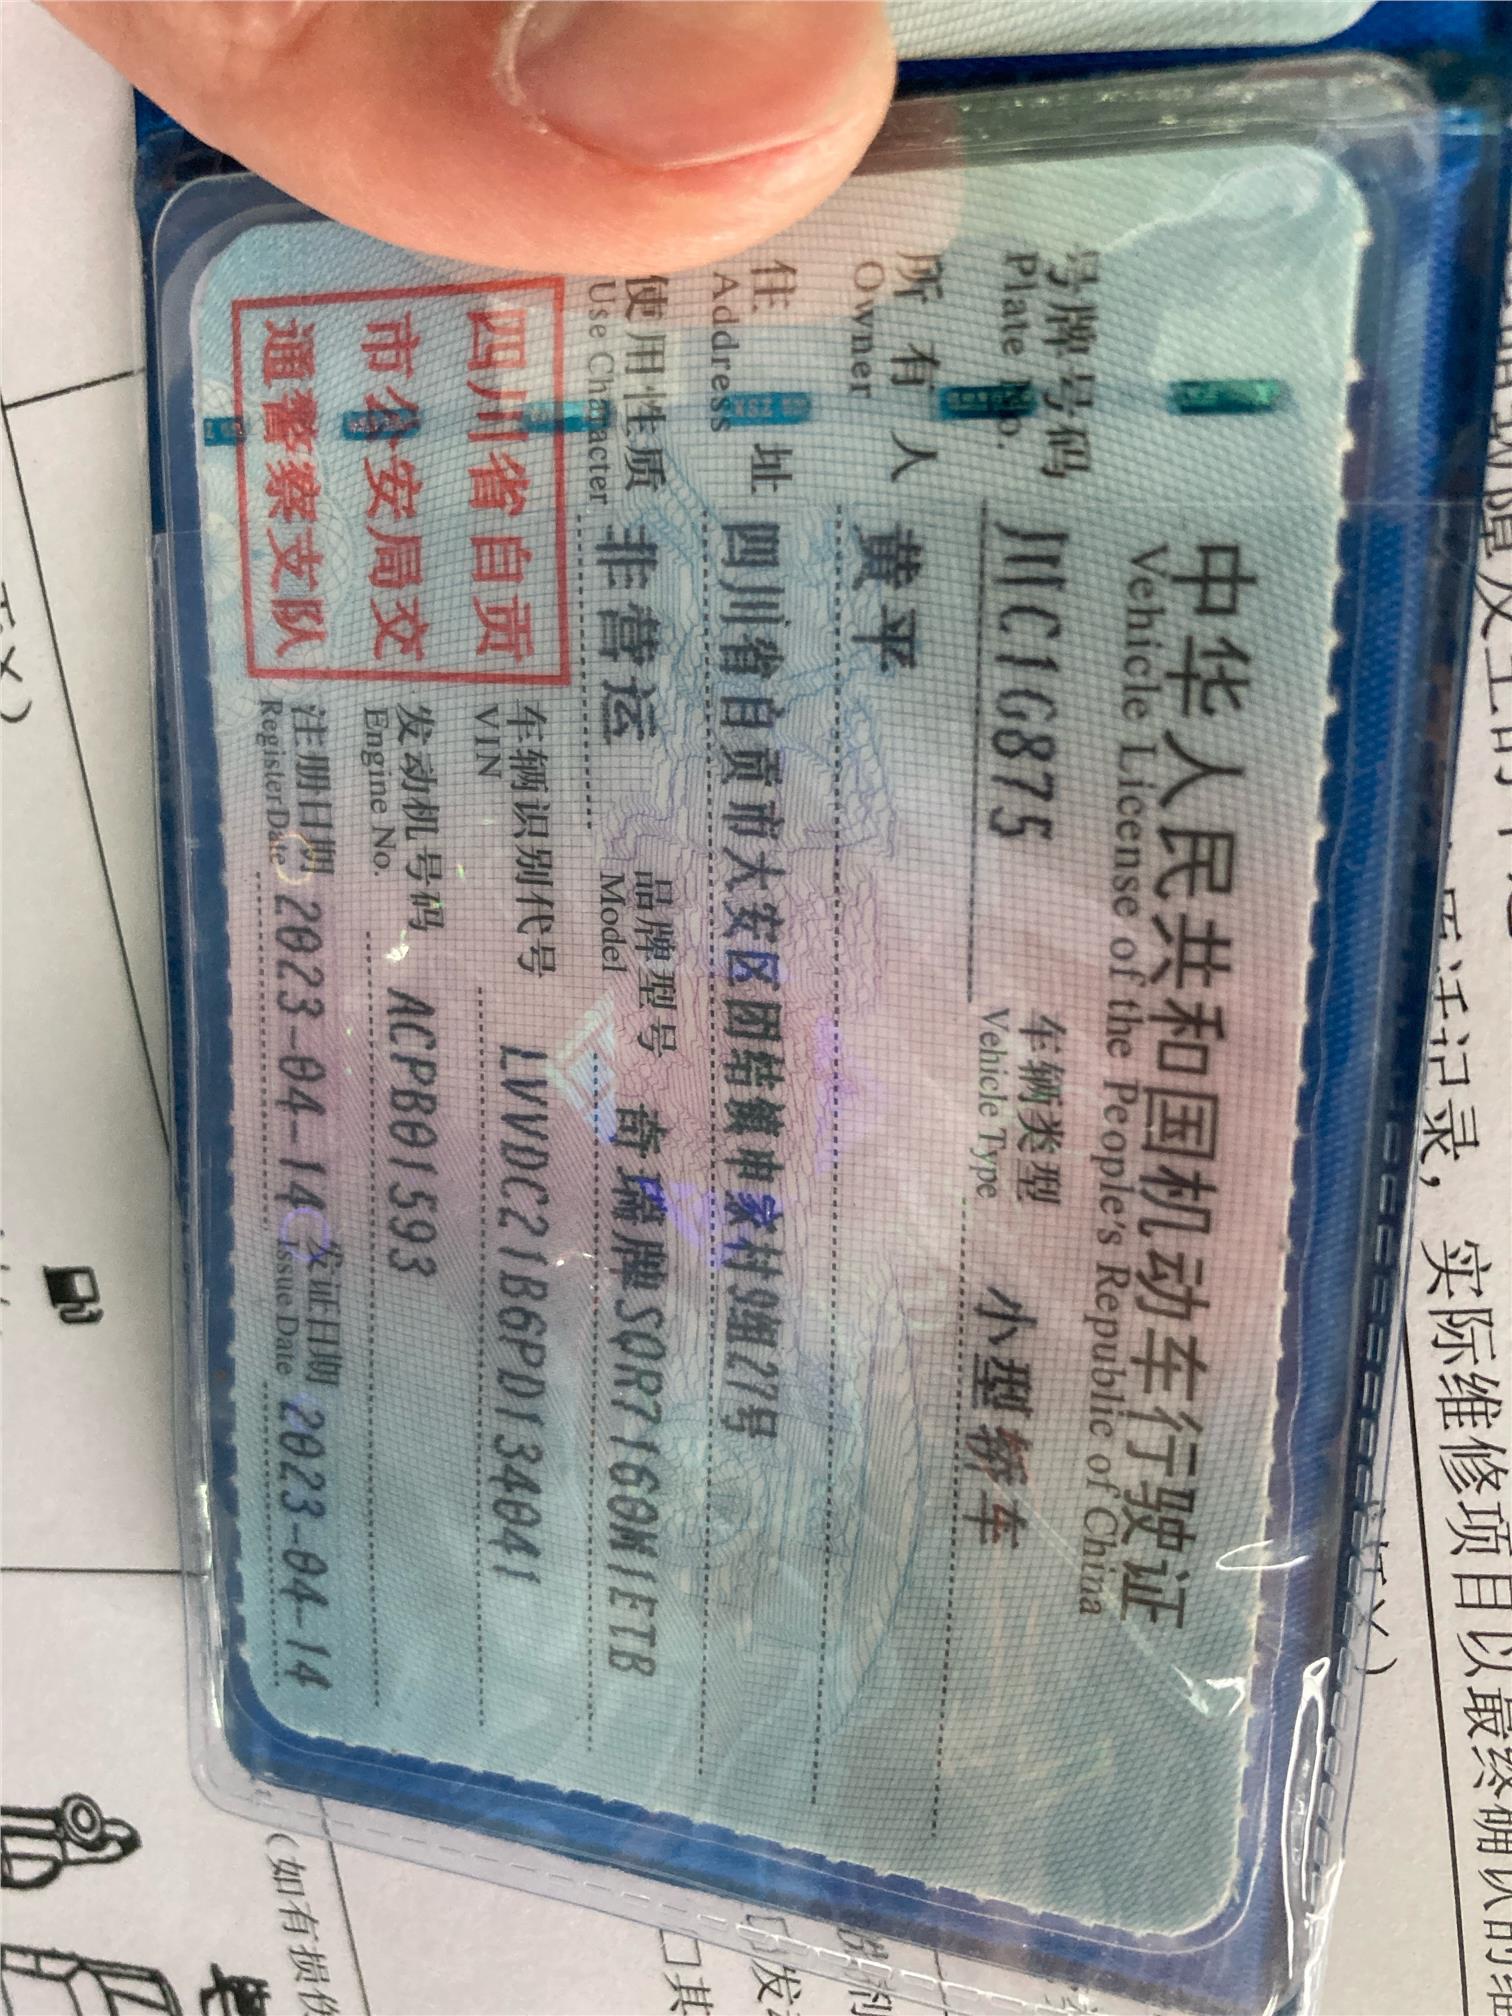 中华人民共和国机动车行驶证
Vehicle License of the People's Republic of China
号牌号码 川C1G875 车辆类型 小型轿车
Plate No. Vehicle Type
所有人 黄平
Owner
住址 四川省自贡市大安区团结镇申家村9组27号
Address
使用性质 非营运 品牌型号 奇瑞牌SQR7160M1ETB
Use Character Model
四川省自贡
市公安局交
通警察支队
车辆识别代号 LVVDC21B6PD134041
VIN
发动机号码 ACPB01593
Engine No.
注册日期 2023-04-14 发证日期 2023-04-14
Register Date Issue Date
实际维修项目以最终确认的结
(如有损伤